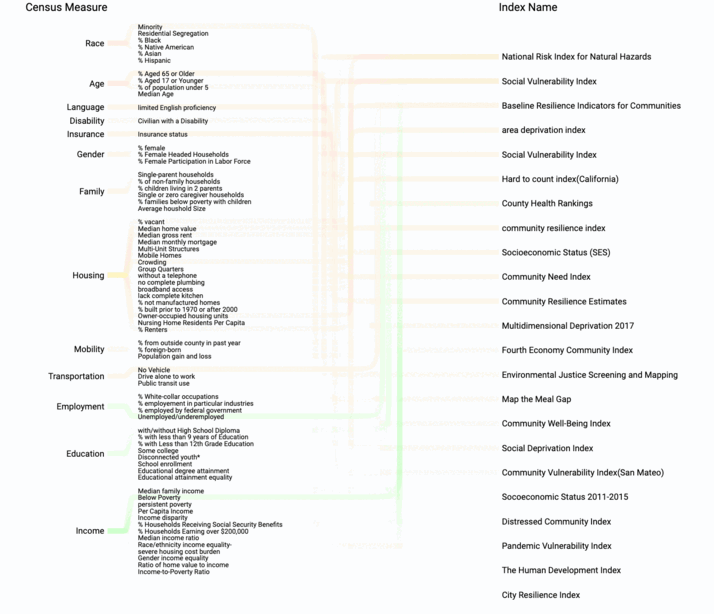 Census Measure
Index Name
Race
Minority
Residential Segregation
% Black
% Native American
% Asian
% Hispanic
Age
% Aged 65 or Older
% Aged 17 or Younger
% of population under 5
Median Age
Language
limited English proficiency
Disability
Civilian with a Disability
Insurance
Insurance status
Gender
% female
% Female Headed Households
% Female Participation in Labor Force
Family
Single-parent households
% of non-family households
% children living in 2 parents
Single or zero caregiver households
% families below poverty with children
Average houshold Size
Housing
% vacant
Median home value
Median gross rent
Median monthly mortgage
Multi-Unit Structures
Mobile Homes
Crowding
Group Quarters
without a telephone
no complete plumbing
broadband access
lack complete kitchen
% not manufactured homes
% built prior to 1970 or after 2000
Owner-occupied housing units
Nursing Home Residents Per Capita
% Renters
Mobility
% from outside county in past year
% foreign-born
Population gain and loss
Transportation
No Vehicle
Drive alone to work
Public transit use
Employment
% White-collar occupations
% employement in particular industries
% employed by federal government
Unemployed/underemployed
Education
with/without High School Diploma
% with less than 9 years of Education
% with Less than 12th Grade Education
Some college
Disconnected youth*
School enrollment
Educational degree attainment
Educational attainment equality
Income
Median family income
Below Poverty
persistent poverty
Per Capita Income
Income disparity
% Households Receiving Social Security Benefits
% Households Earning over $200,000
Median income ratio
Race/ethnicity income equality-
severe housing cost burden
Gender income equality
Ratio of home value to income
Income-to-Poverty Ratio
National Risk Index for Natural Hazards
Social Vulnerability Index
Baseline Resilience Indicators for Communities
area deprivation index
Social Vulnerability Index
Hard to count index(California)
County Health Rankings
community resilience index
Socioeconomic Status (SES)
Community Need Index
Community Resilience Estimates
Multidimensional Deprivation 2017
Fourth Economy Community Index
Environmental Justice Screening and Mapping
Map the Meal Gap
Community Well-Being Index
Social Deprivation Index
Community Vulnerability Index(San Mateo)
Socoeconomic Status 2011-2015
Distressed Community Index
Pandemic Vulnerability Index
The Human Development Index
City Resilience Index